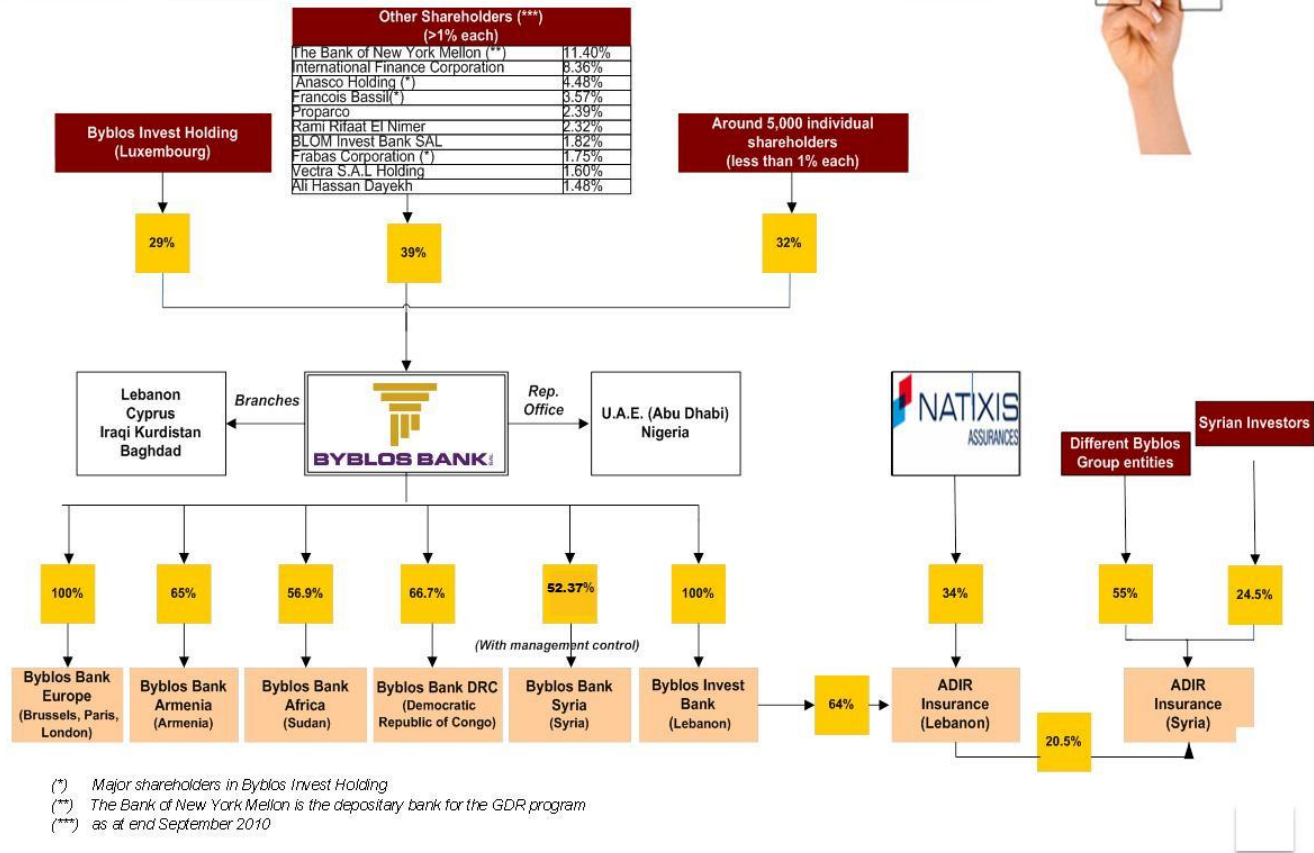 Other Shareholders (***)
(>1% each)
The Bank of New York Mellon (**) 11.40%
International Finance Corporation 8.36%
Anasco Holding (*) 4.48%
Francois Bassil(*) 3.57%
Proparco 2.39%
Rami Rifaat El Nimer 2.32%
BLOM Invest Bank SAL 1.82%
Frabas Corporation (*) 1.75%
Vectra S.A.L Holding 1.60%
Ali Hassan Dayekh 1.48%
Byblos Invest Holding
(Luxembourg)
Around 5,000 individual
shareholders
(less than 1% each)
29%
39%
32%
Lebanon
Cyprus
Iraqi Kurdistan
Baghdad
Branches
BYBLOS BANK
Rep.
Office
U.A.E. (Abu Dhabi)
Nigeria
NATIXIS
ASSURANCES
Different Byblos
Group entities
Syrian Investors
100%
65%
56.9%
66.7%
52.37%
100%
34%
55%
24.5%
(With management control)
Byblos Bank
Europe
(Brussels, Paris,
London)
Byblos Bank
Armenia
(Armenia)
Byblos Bank
Africa
(Sudan)
Byblos Bank DRC
(Democratic
Republic of Congo)
Byblos Bank
Syria
(Syria)
Byblos Invest
Bank
(Lebanon)
64%
ADIR
Insurance
(Lebanon)
20.5%
ADIR
Insurance
(Syria)
(*) Major shareholders in Byblos Invest Holding
(**) The Bank of New York Mellon is the depositary bank for the GDR program
(***) as at end September 2010